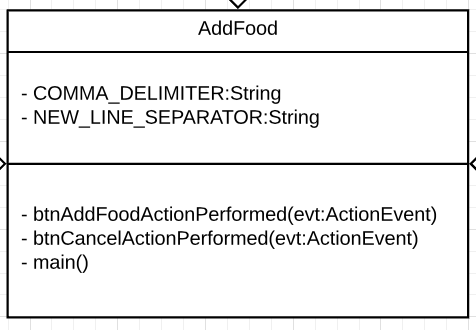 AddFood
- COMMA_DELIMITER:String
- NEW_LINE_SEPARATOR:String
- btnAddFoodActionPerformed(evt:ActionEvent)
- btnCancelActionPerformed(evt:ActionEvent)
- main()